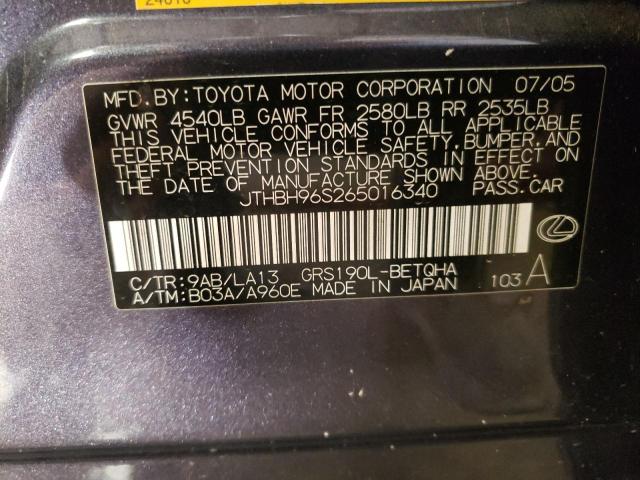 MFD.BY:TOYOTA MOTOR CORPORATION 07/05
GVWR 4540LB GAWR FR 2580LB RR 2535LB
THIS VEHICLE CONFORMS TO ALL APPLICABLE
FEDERAL MOTOR VEHICLE SAFETY,BUMPER,AND
THEFT PREVENTION STANDARDS IN EFFECT ON
THE DATE OF MANUFACTURE SHOWN ABOVE.
JTHBH96S265016340 PASS.CAR
C/TR:9AB/LA13 GRS190L-BETQHA
A/TM:B03A/A960E MADE IN JAPAN 103 A